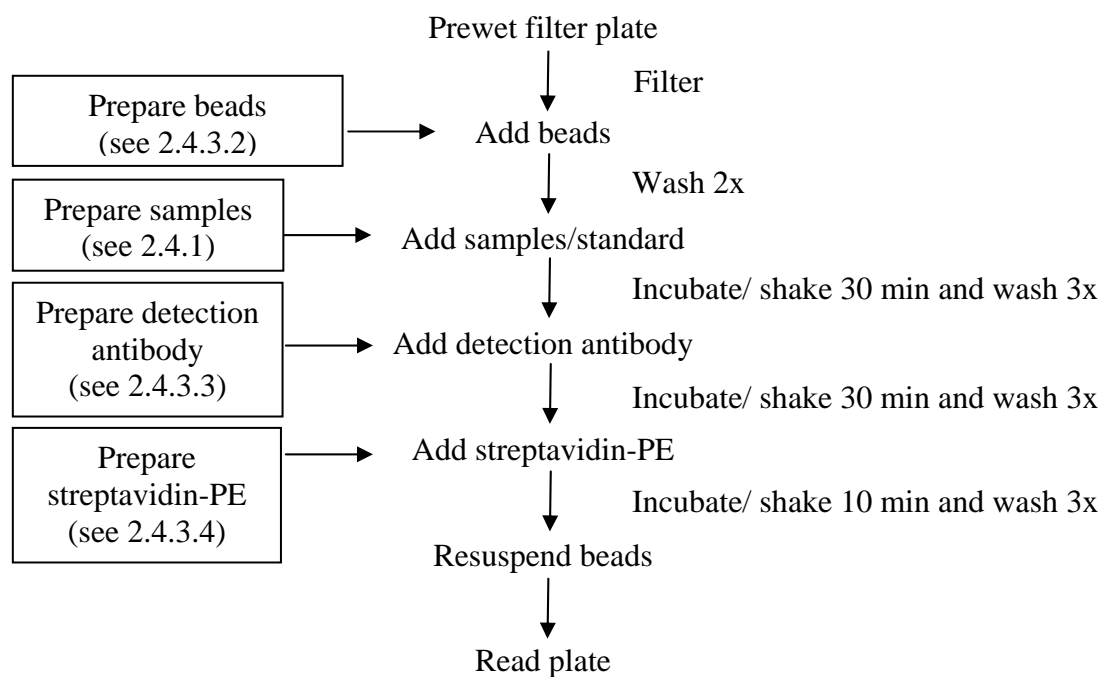 Prewet filter plate
Filter
Prepare beads
(see 2.4.3.2)
Add beads
Wash 2x
Prepare samples
(see 2.4.1)
Add samples/standard
Incubate/ shake 30 min and wash 3x
Prepare detection
antibody
(see 2.4.3.3)
Add detection antibody
Incubate/ shake 30 min and wash 3x
Prepare
streptavidin-PE
(see 2.4.3.4)
Add streptavidin-PE
Incubate/ shake 10 min and wash 3x
Resuspend beads
Read plate